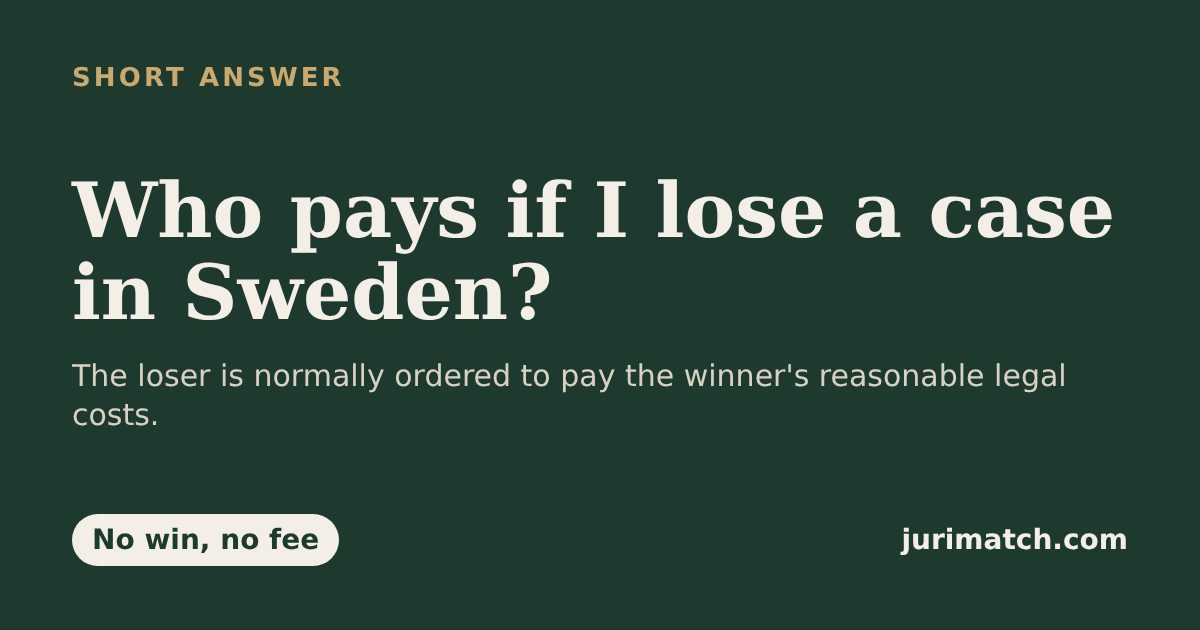 SHORT ANSWER
Who pays if I lose a case
in Sweden?
The loser is normally ordered to pay the winner's reasonable legal
costs.
No win, no fee
jurimatch.com